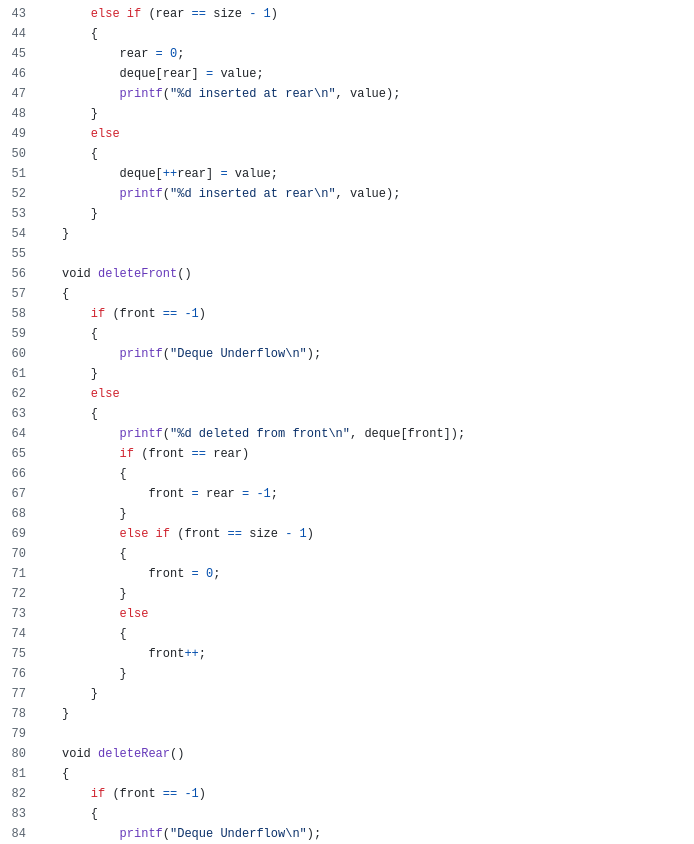 43         else if (rear == size - 1)
44         {
45             rear = 0;
46             deque[rear] = value;
47             printf("%d inserted at rear\n", value);
48         }
49         else
50         {
51             deque[++rear] = value;
52             printf("%d inserted at rear\n", value);
53         }
54     }
55
56     void deleteFront()
57     {
58         if (front == -1)
59         {
60             printf("Deque Underflow\n");
61         }
62         else
63         {
64             printf("%d deleted from front\n", deque[front]);
65             if (front == rear)
66             {
67                 front = rear = -1;
68             }
69             else if (front == size - 1)
70             {
71                 front = 0;
72             }
73             else
74             {
75                 front++;
76             }
77         }
78     }
79
80     void deleteRear()
81     {
82         if (front == -1)
83         {
84             printf("Deque Underflow\n");